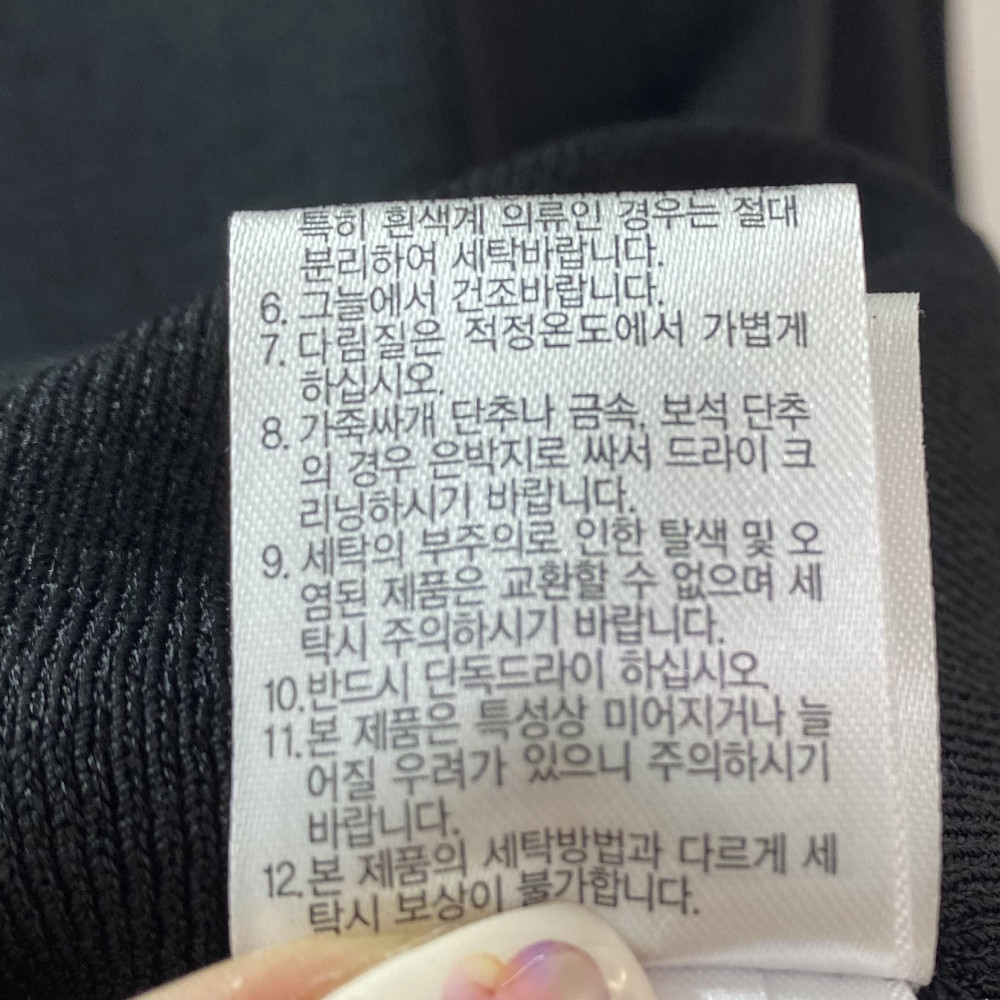 특히 흰색계 의류인 경우는 절대
분리하여 세탁바랍니다.
6. 그늘에서 건조바랍니다.
7. 다림질은 적정온도에서 가볍게
하십시오.
8. 가죽싸개 단추나 금속, 보석 단추
의 경우 은박지로 싸서 드라이 크
리닝하시기 바랍니다.
9. 세탁의 부주의로 인한 탈색 및 오
염된 제품은 교환할 수 없으며 세
탁시 주의하시기 바랍니다.
10. 반드시 단독드라이 하십시오.
11. 본 제품은 특성상 미어지거나 늘
어질 우려가 있으니 주의하시기
바랍니다.
12. 본 제품의 세탁방법과 다르게 세
탁시 보상이 불가합니다.